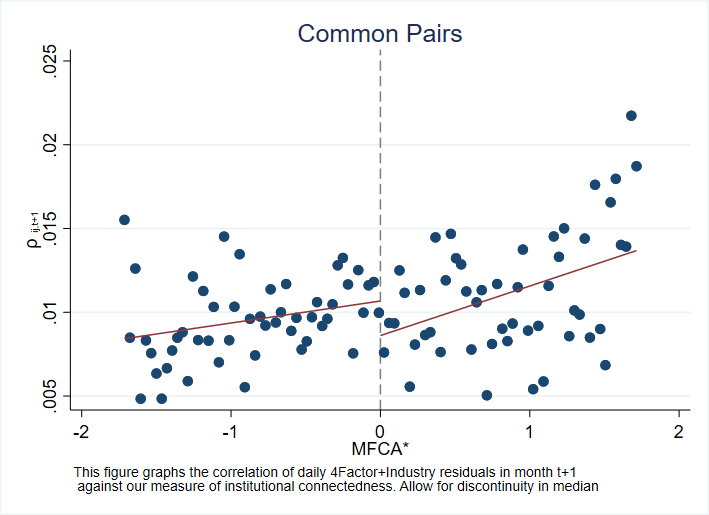 Common Pairs
.025
.02
.015
.01
.005
ρ ij,t+1
-2 -1 0 1 2
MFCA*
This figure graphs the correlation of daily 4Factor+Industry residuals in month t+1
against our measure of institutional connectedness. Allow for discontinuity in median